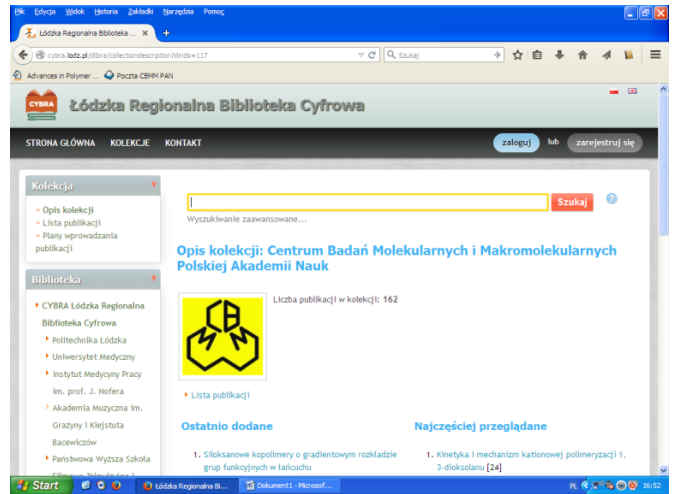 Plik Edycja Widok Historia Zakładki Narzędzia Pomoc
Łódzka Regionalna Biblioteka ... × +
cybra.lodz.pl/dlibra/collectiondescription?dirids=117
Szukaj
Advances in Polymer ... Poczta CBMM PAN
CYBRA Łódzka Regionalna Biblioteka Cyfrowa
STRONA GŁÓWNA KOLEKCJE KONTAKT zaloguj lub zarejestruj się
Kolekcja
Opis kolekcji
Lista publikacji
Plany wprowadzania
publikacji
Szukaj
Wyszukiwanie zaawansowane...
Opis kolekcji: Centrum Badań Molekularnych i Makromolekularnych
Polskiej Akademii Nauk
Biblioteka
CYBRA Łódzka Regionalna
Biblioteka Cyfrowa
Politechnika Łódzka
Uniwersytet Medyczny
Instytut Medycyny Pracy
im. prof. J. Nofera
Akademia Muzyczna im.
Grażyny i Kiejstuta
Bacewiczów
Państwowa Wyższa Szkoła
CBMM
Liczba publikacji w kolekcji: 162
Lista publikacji
Ostatnio dodane
1. Siloksanowe kopolimery o gradientowym rozkładzie
grup funkcyjnych w łańcuchu
Najczęściej przeglądane
1. Kinetyka i mechanizm kationowej polimeryzacji 1,
3-dioksolanu [24]
Start Łódzka Regionalna Bi... Dokument1 - Microsof... PL 16:52